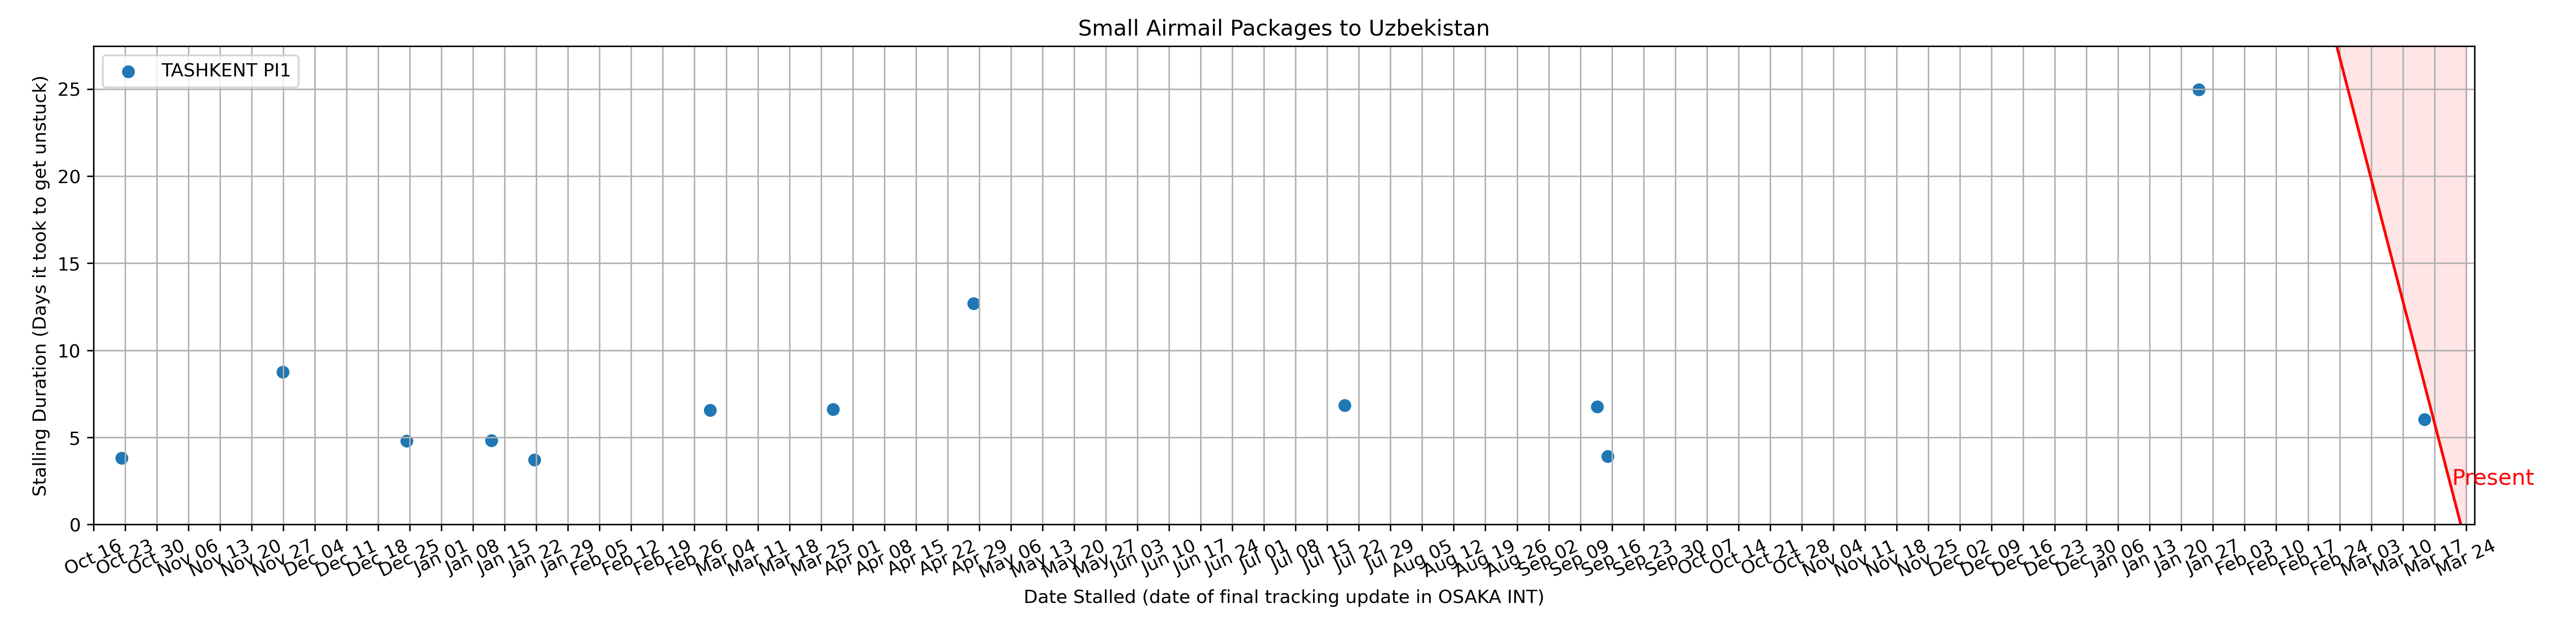 Small Airmail Packages to Uzbekistan
TASHKENT PI1
Stalling Duration (Days it took to get unstuck)
25
20
15
10
5
0
Present
Oct 16 Oct 23 Oct 30 Nov 06 Nov 13 Nov 20 Nov 27 Dec 04 Dec 11 Dec 18 Dec 25 Jan 01 Jan 08 Jan 15 Jan 22 Jan 29 Feb 05 Feb 12 Feb 19 Feb 26 Mar 04 Mar 11 Mar 18 Mar 25 Apr 01 Apr 08 Apr 15 Apr 22 Apr 29 May 06 May 13 May 20 May 27 Jun 03 Jun 10 Jun 17 Jun 24 Jul 01 Jul 08 Jul 15 Jul 22 Jul 29 Aug 05 Aug 12 Aug 19 Aug 26 Sep 02 Sep 09 Sep 16 Sep 23 Sep 30 Oct 07 Oct 14 Oct 21 Oct 28 Nov 04 Nov 11 Nov 18 Nov 25 Dec 02 Dec 09 Dec 16 Dec 23 Dec 30 Jan 06 Jan 13 Jan 20 Jan 27 Feb 03 Feb 10 Feb 17 Feb 24 Mar 03 Mar 10 Mar 17 Mar 24
Date Stalled (date of final tracking update in OSAKA INT)